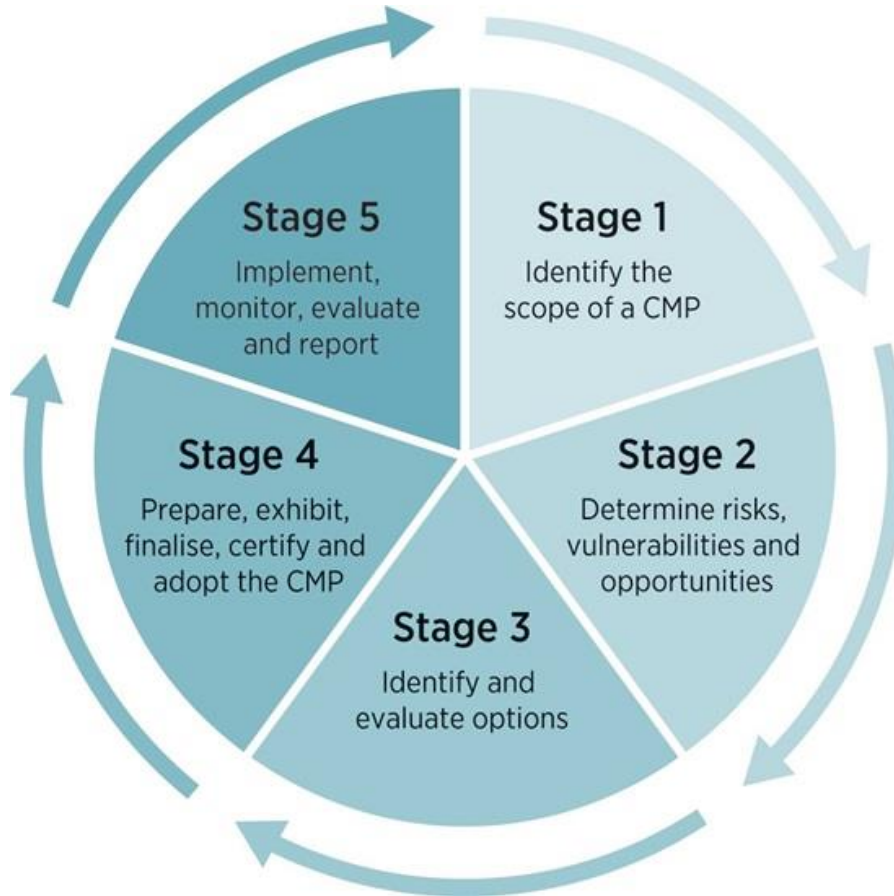 Stage 1
Identify the
scope of a CMP
Stage 2
Determine risks,
vulnerabilities and
opportunities
Stage 3
Identify and
evaluate options
Stage 4
Prepare, exhibit,
finalise, certify and
adopt the CMP
Stage 5
Implement,
monitor, evaluate
and report